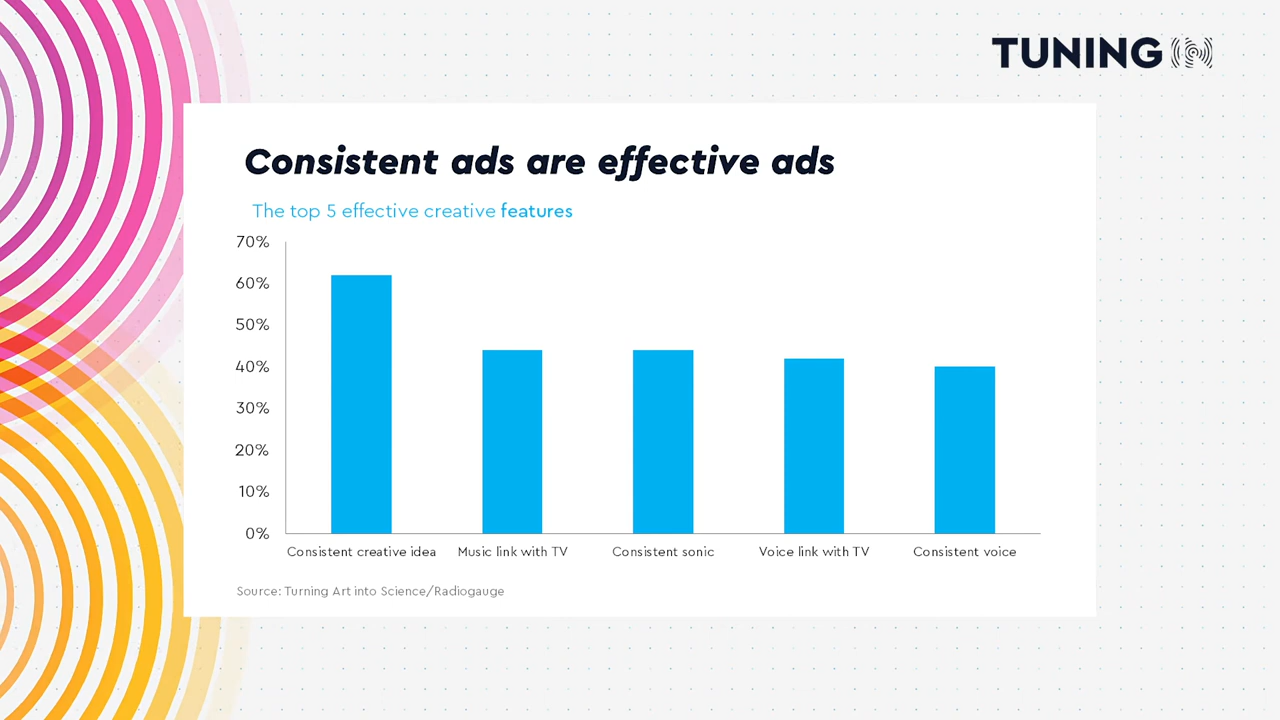 TUNING
Consistent ads are effective ads
The top 5 effective creative features
70%
60%
50%
40%
30%
20%
10%
0%
Consistent creative idea
Music link with TV
Consistent sonic
Voice link with TV
Consistent voice
Source: Turning Art into Science/Radiogauge